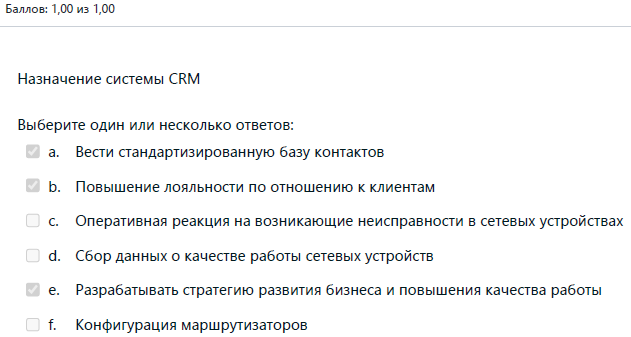 Баллов: 1,00 из 1,00
Назначение системы CRM
Выберите один или несколько ответов:
a. Вести стандартизированную базу контактов
b. Повышение лояльности по отношению к клиентам
c. Оперативная реакция на возникающие неисправности в сетевых устройствах
d. Сбор данных о качестве работы сетевых устройств
e. Разрабатывать стратегию развития бизнеса и повышения качества работы
f. Конфигурация маршрутизаторов